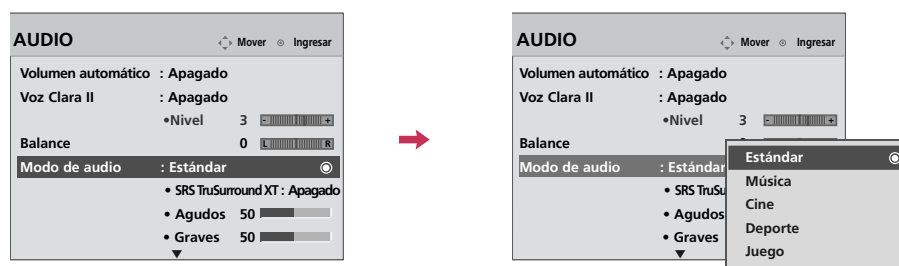 AUDIO Mover Ingresar
Volumen automático : Apagado
Voz Clara II : Apagado
•Nivel 3 - +
Balance 0 L R
Modo de audio : Estándar
• SRS TruSurround XT : Apagado
• Agudos 50
• Graves 50
AUDIO Mover Ingresar
Volumen automático : Apagado
Voz Clara II : Apagado
•Nivel 3 - +
Balance
Modo de audio : Estándar
• SRS TruSu
• Agudos
• Graves
Estándar
Música
Cine
Deporte
Juego